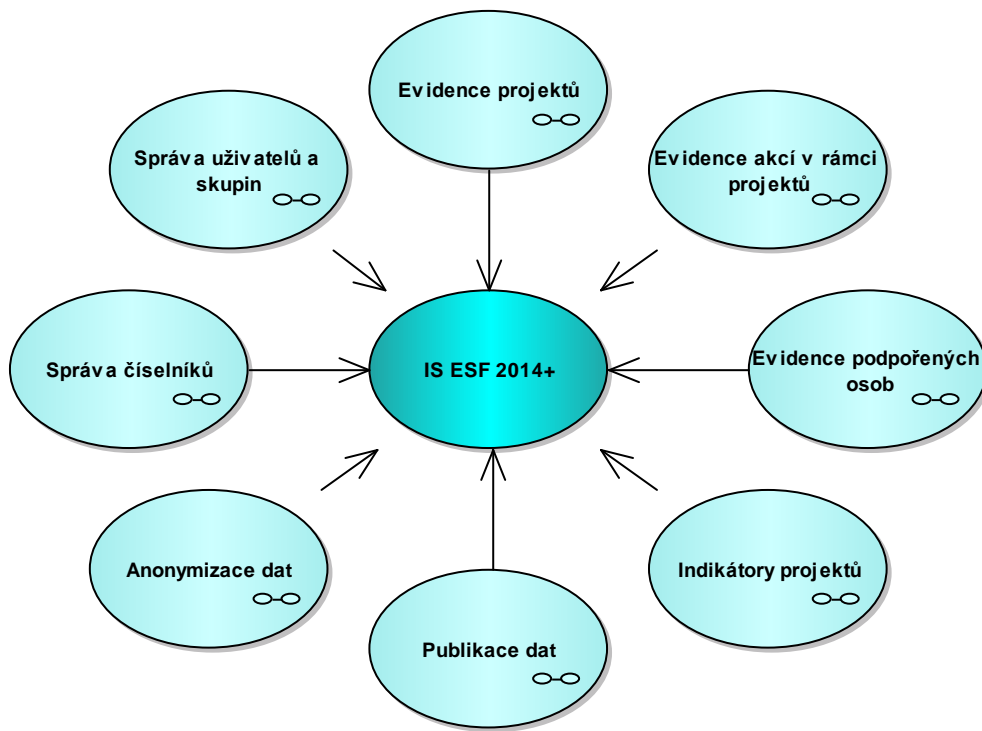 Evidence projektů
Správa uživatelů a
skupin
Evidence akcí v rámci
projektů
Správa číselníků
IS ESF 2014+
Evidence podpořených
osob
Anonymizace dat
Indikátory projektů
Publikace dat